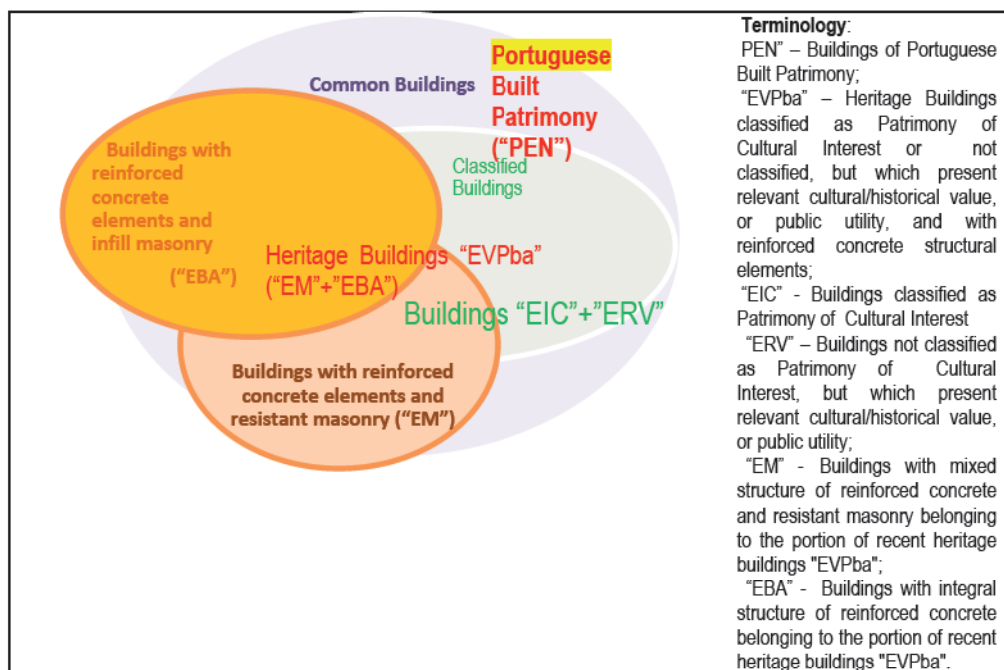 Portuguese
Built
Patrimony
("PEN")
Common Buildings
Classified
Buildings
Buildings with
reinforced
concrete
elements and
infill masonry
("EBA")
Heritage Buildings “EVPba”
(“EM”+”EBA”)
Buildings “EIC”+”ERV”
Buildings with reinforced
concrete elements and
resistant masonry (“EM”)
Terminology:
PEN” – Buildings of Portuguese
Built Patrimony;
“EVPba” – Heritage Buildings
classified as Patrimony of
Cultural Interest or not
classified, but which present
relevant cultural/historical value,
or public utility, and with
reinforced concrete structural
elements;
“EIC” - Buildings classified as
Patrimony of Cultural Interest
“ERV” – Buildings not classified
as Patrimony of Cultural
Interest, but which present
relevant cultural/historical value,
or public utility;
“EM” - Buildings with mixed
structure of reinforced concrete
and resistant masonry belonging
to the portion of recent heritage
buildings "EVPba";
“EBA” - Buildings with integral
structure of reinforced concrete
belonging to the portion of recent
heritage buildings "EVPba".